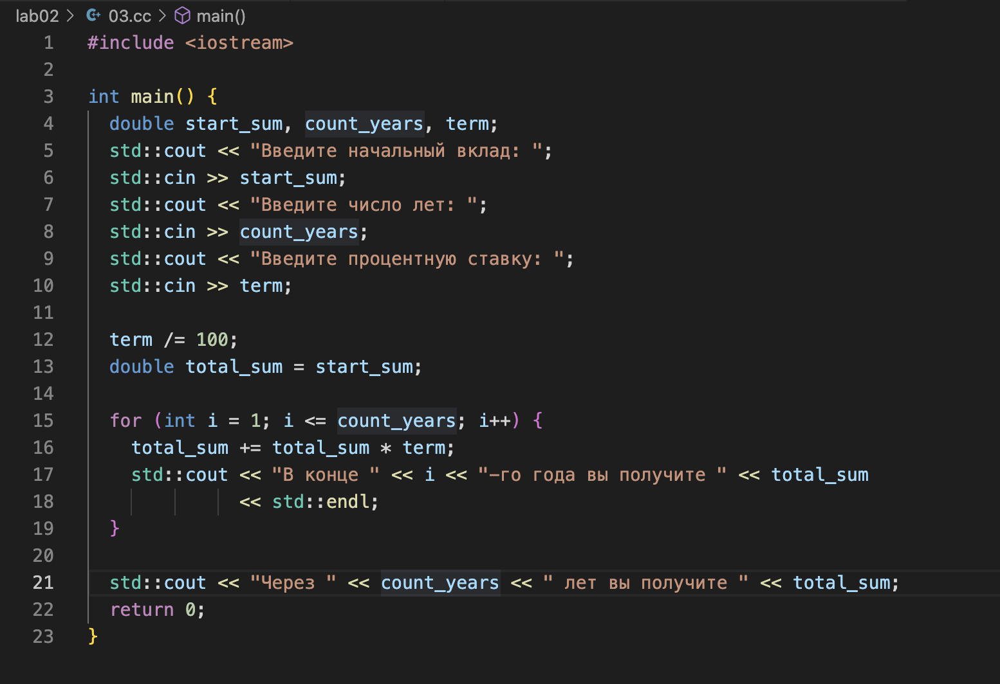 lab02 > 03.cc > main()
1 #include <iostream>
2
3 int main() {
4   double start_sum, count_years, term;
5   std::cout << "Введите начальный вклад: ";
6   std::cin >> start_sum;
7   std::cout << "Введите число лет: ";
8   std::cin >> count_years;
9   std::cout << "Введите процентную ставку: ";
10   std::cin >> term;
11
12   term /= 100;
13   double total_sum = start_sum;
14
15   for (int i = 1; i <= count_years; i++) {
16     total_sum += total_sum * term;
17     std::cout << "В конце " << i << "-го года вы получите " << total_sum
18               << std::endl;
19   }
20
21   std::cout << "Через " << count_years << " лет вы получите " << total_sum;
22   return 0;
23 }